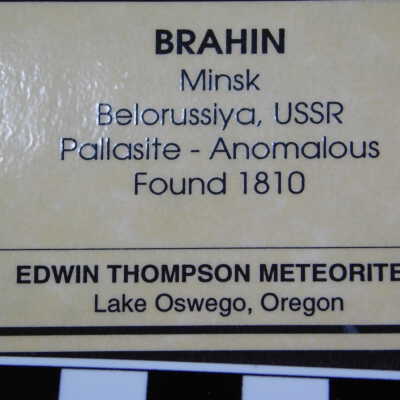 BRAHIN
Minsk
Belorussiya, USSR
Pallasite - Anomalous
Found 1810
EDWIN THOMPSON METEORITE
Lake Oswego, Oregon